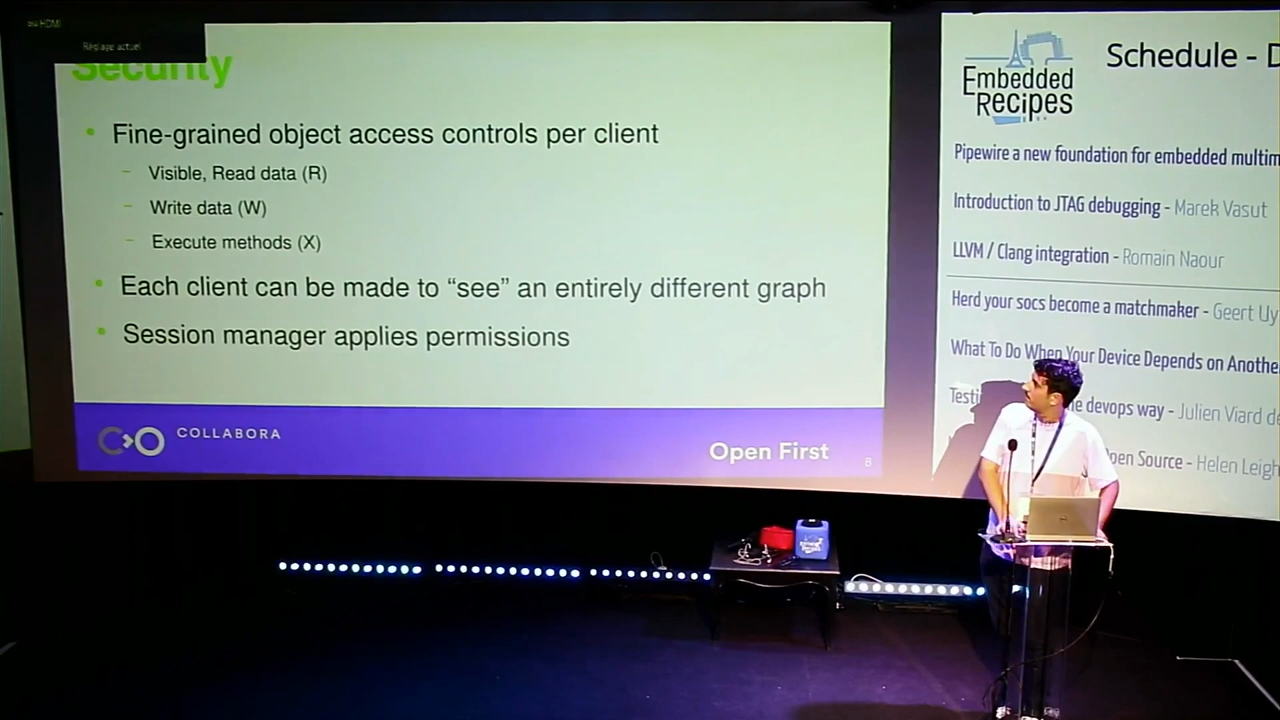 HDMI
Réglage actuel
Security
• Fine-grained object access controls per client
– Visible, Read data (R)
– Write data (W)
– Execute methods (X)
• Each client can be made to “see” an entirely different graph
• Session manager applies permissions
COLLABORA
Open First
8
Embedded
Recipes
Schedule - D
Pipewire a new foundation for embedded multim
Introduction to JTAG debugging - Marek Vasut
LLVM / Clang integration - Romain Naour
Herd your socs become a matchmaker - Geert Uy
What To Do When Your Device Depends on Anothe
Testi e devops way - Julien Viard de
pen Source - Helen Leigh